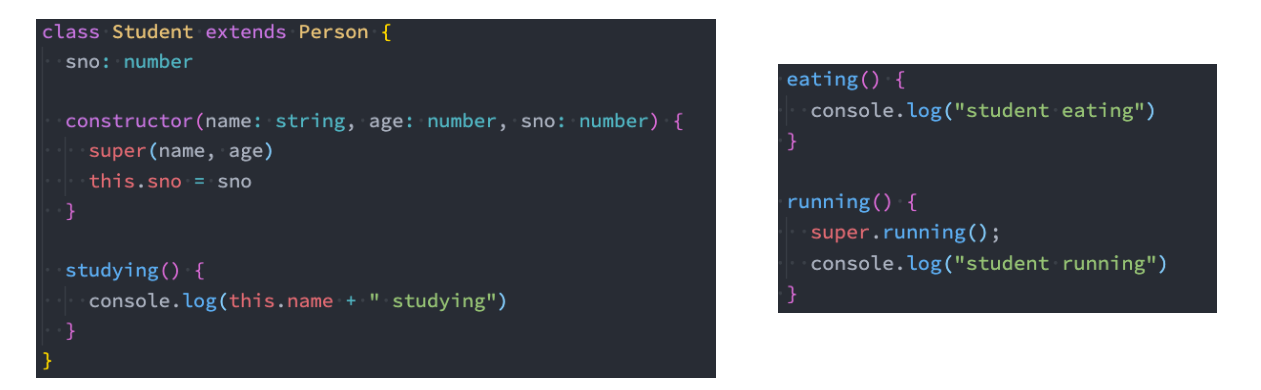 class Student extends Person {
  sno: number

  constructor(name: string, age: number, sno: number) {
    super(name, age)
    this.sno = sno
  }

  studying() {
    console.log(this.name + " studying")
  }
}
eating() {
  console.log("student eating")
}

running() {
  super.running();
  console.log("student running")
}